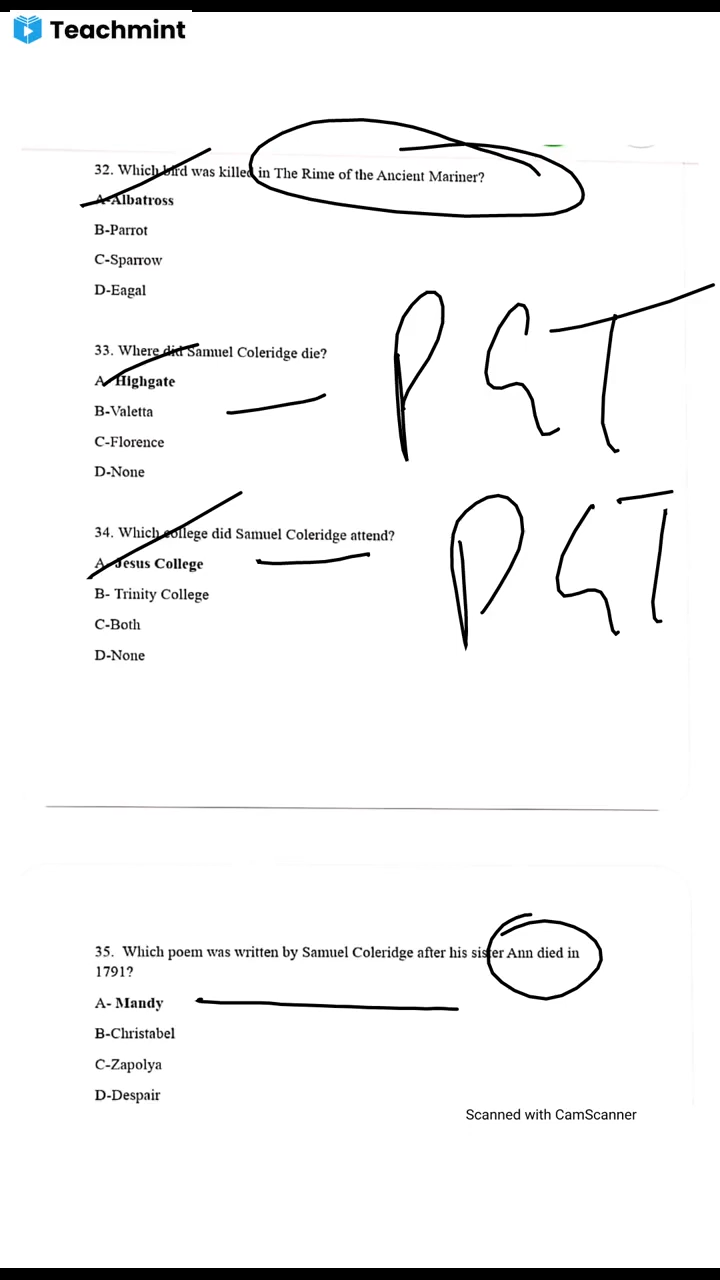 Teachmint
32. Which bird was killed in The Rime of the Ancient Mariner?
A-Albatross
B-Parrot
C-Sparrow
D-Eagal
PGT
33. Where did Samuel Coleridge die?
A Highgate
B-Valetta
C-Florence
D-None
PGT
34. Which college did Samuel Coleridge attend?
A-Jesus College
B- Trinity College
C-Both
D-None
35. Which poem was written by Samuel Coleridge after his sister Ann died in
1791?
A- Mandy
B-Christabel
C-Zapolya
D-Despair
Scanned with CamScanner